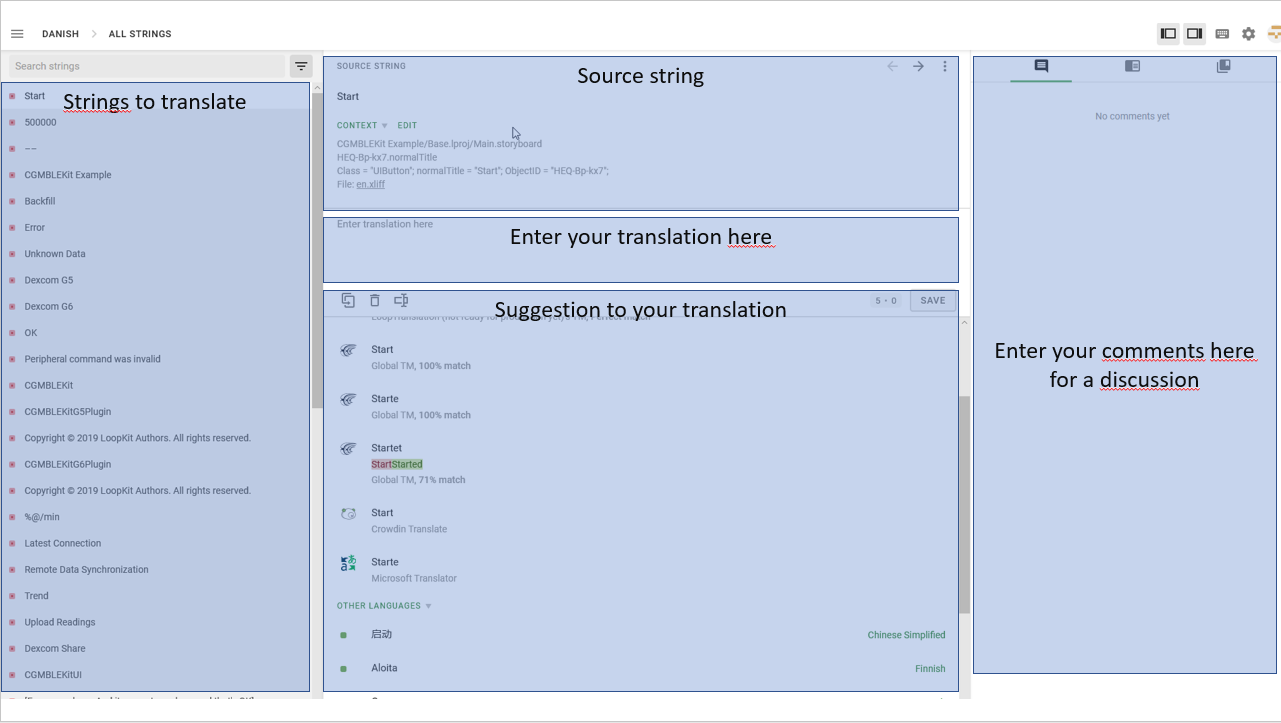 DANISH > ALL STRINGS
Search strings
Strings to translate
Start
500000
---
CGMBLEKit Example
Backfill
Error
Unknown Data
Dexcom G5
Dexcom G6
OK
Peripheral command was invalid
CGMBLEKit
CGMBLEKitG5Plugin
Copyright © 2019 LoopKit Authors. All rights reserved.
CGMBLEKitG6Plugin
Copyright © 2019 LoopKit Authors. All rights reserved.
%@/min
Latest Connection
Remote Data Synchronization
Trend
Upload Readings
Dexcom Share
CGMBLEKitUI
SOURCE STRING
Source string
Start
CONTEXT EDIT
CGMBLEKit Example/Base.lproj/Main.storyboard
HEQ-Bp-kx7.normalTitle
Class = "UIButton"; normalTitle = "Start"; ObjectID = "HEQ-Bp-kx7";
File: en.xliff
Enter translation here
Enter your translation here
Suggestion to your translation
5 • 0 SAVE
Start
Global TM, 100% match
Starte
Global TM, 100% match
Startet
StartStarted
Global TM, 71% match
Start
Crowdin Translate
Starte
Microsoft Translator
OTHER LANGUAGES
启动 Chinese Simplified
Aloita Finnish
No comments yet
Enter your comments here
for a discussion